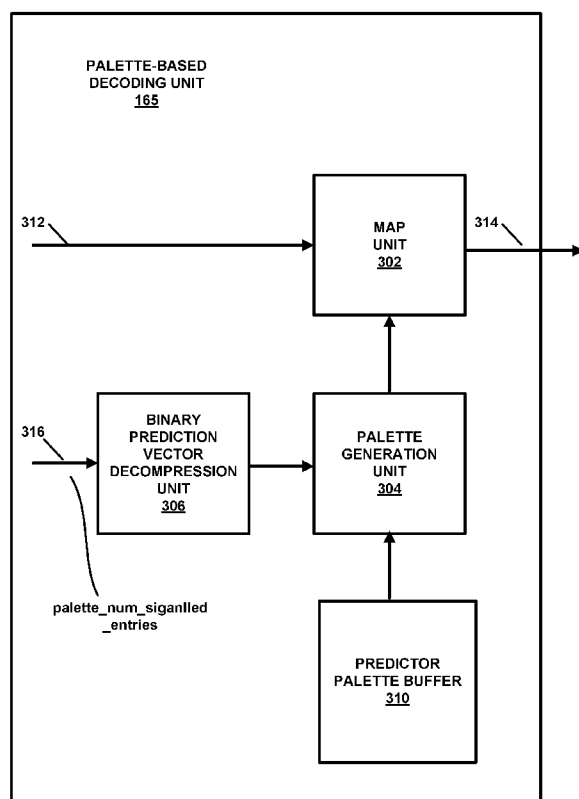 PALETTE-BASED
DECODING UNIT
165
312
MAP
UNIT
302
314
316
BINARY
PREDICTION
VECTOR
DECOMPRESSION
UNIT
306
PALETTE
GENERATION
UNIT
304
palette_num_siganlled
_entries
PREDICTOR
PALETTE BUFFER
310